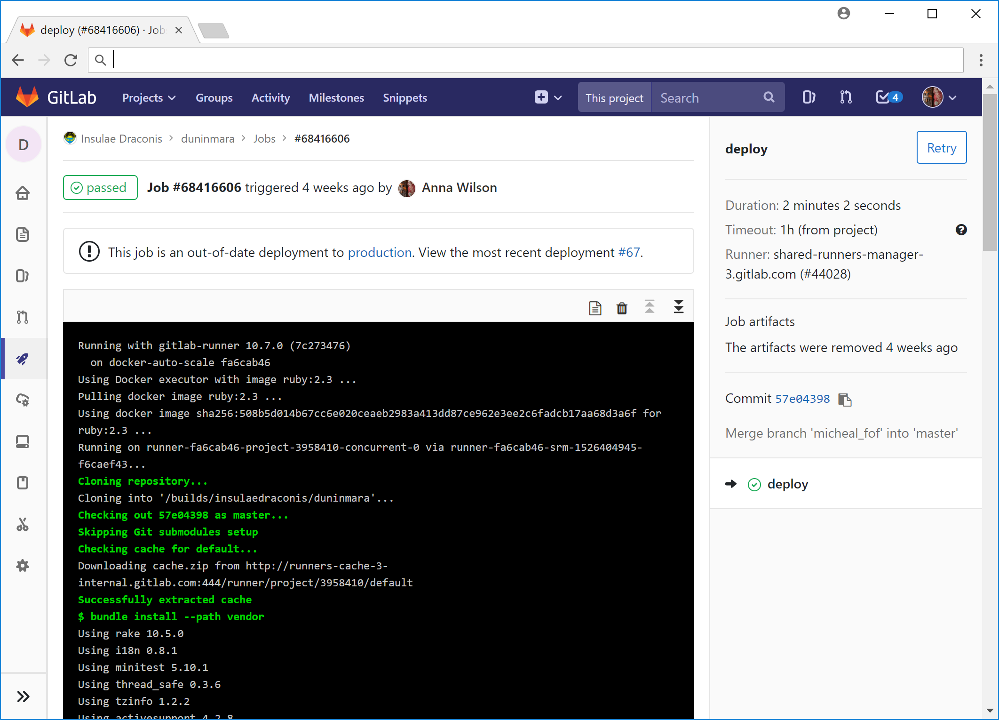 deploy (#68416606) · Job
GitLab
Projects
Groups
Activity
Milestones
Snippets
This project
Search
4
D
Insulae Draconis > duninmara > Jobs > #68416606
passed
Job #68416606 triggered 4 weeks ago by Anna Wilson
This job is an out-of-date deployment to production. View the most recent deployment #67.
Running with gitlab-runner 10.7.0 (7c273476)
on docker-auto-scale fa6cab46
Using Docker executor with image ruby:2.3 ...
Pulling docker image ruby:2.3 ...
Using docker image sha256:508b5d014b67cc6e020ceaeb2983a413dd87ce962e3ee2c6fadcb17aa68d3a6f for
ruby:2.3 ...
Running on runner-fa6cab46-project-3958410-concurrent-0 via runner-fa6cab46-srm-1526404945-
f6caef43...
Cloning repository...
Cloning into '/builds/insulaedraconis/duninmara'...
Checking out 57e04398 as master...
Skipping Git submodules setup
Checking cache for default...
Downloading cache.zip from http://runners-cache-3-
internal.gitlab.com:444/runner/project/3958410/default
Successfully extracted cache
$ bundle install --path vendor
Using rake 10.5.0
Using i18n 0.8.1
Using minitest 5.10.1
Using thread_safe 0.3.6
Using tzinfo 1.2.2
Using activesupport 4.2.8
deploy
Retry
Duration: 2 minutes 2 seconds
Timeout: 1h (from project)
Runner: shared-runners-manager-
3.gitlab.com (#44028)
Job artifacts
The artifacts were removed 4 weeks ago
Commit 57e04398
Merge branch 'micheal_fof' into 'master'
deploy